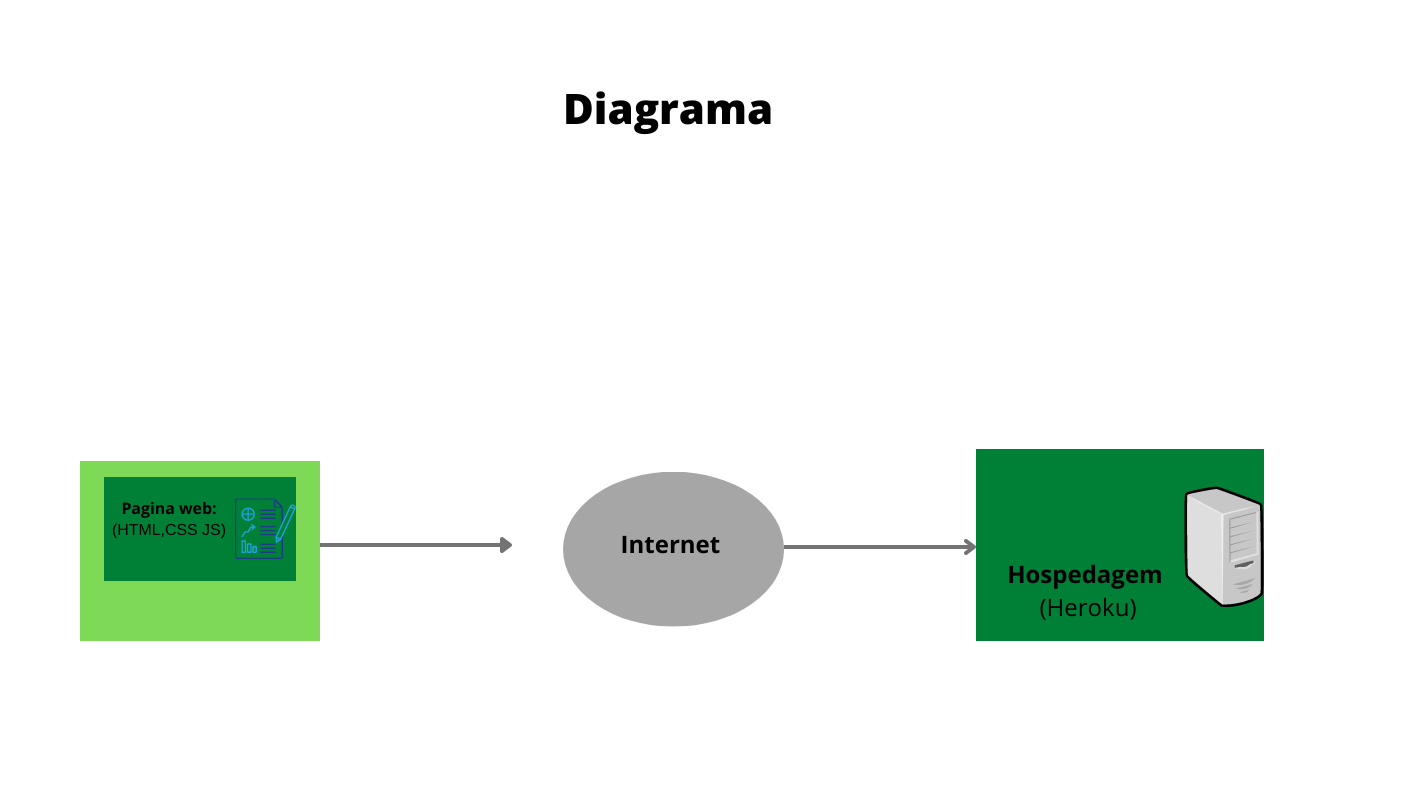 Diagrama
Pagina web:
(HTML,CSS JS)
Internet
Hospedagem
(Heroku)